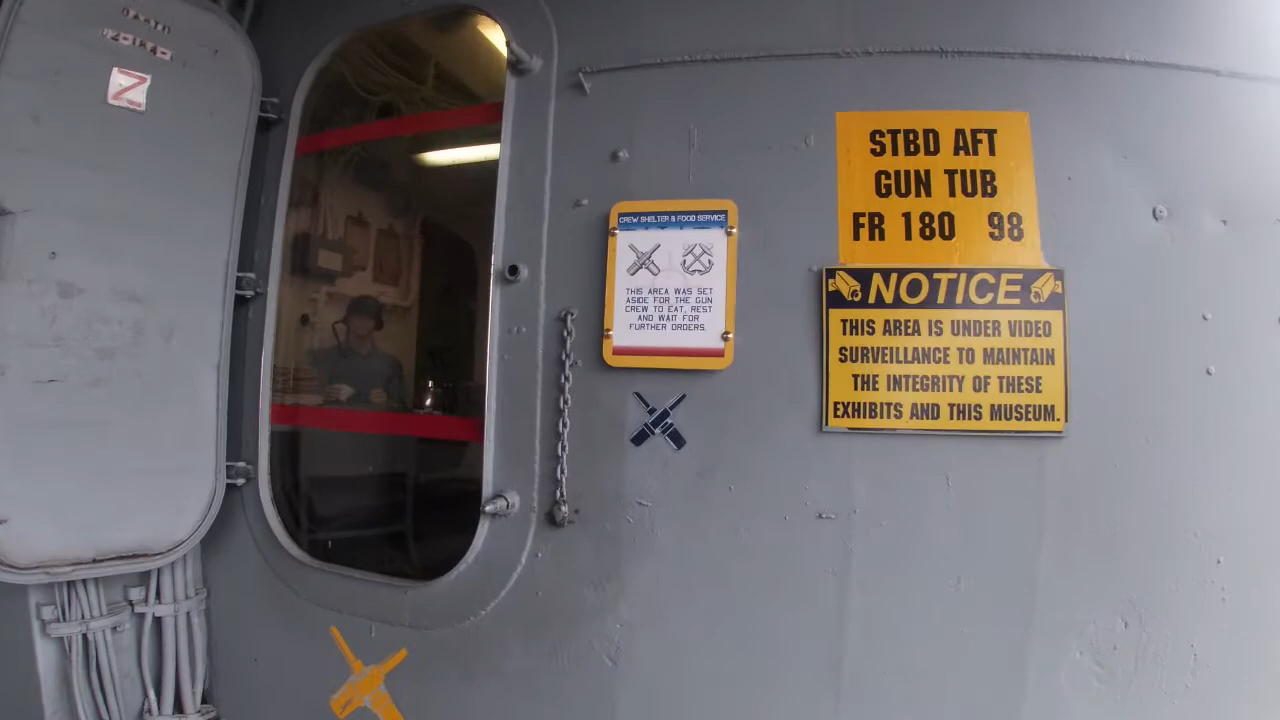 Z
STBD AFT
GUN TUB
FR 180 98
CREW SHELTER & FOOD SERVICE
THIS AREA WAS SET
ASIDE FOR THE GUN
CREW TO EAT, REST
AND WAIT FOR
FURTHER ORDERS.
NOTICE
THIS AREA IS UNDER VIDEO
SURVEILLANCE TO MAINTAIN
THE INTEGRITY OF THESE
EXHIBITS AND THIS MUSEUM.